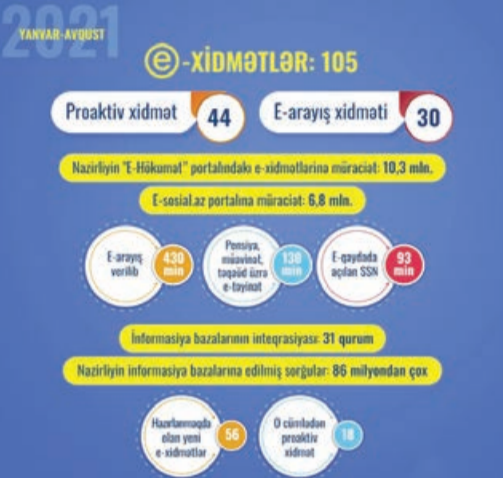 2021
YANVAR-AVQUST
e-XİDMƏTLƏR: 105
Proaktiv xidmət 44
E-arayış xidməti 30
Nazirliyin "E-Hökumət" portalındakı e-xidmətlərinə müraciət: 10,3 mln.
E-sosial.az portalına müraciət: 6,8 mln.
E-arayış
verilib
430
min
Pensiya,
müavinət,
təqaüd üzrə
e-təyinat
138
min
E-qaydada
açılan SSN
93
min
İnformasiya bazalarının inteqrasiyası: 31 qurum
Nazirliyin informasiya bazalarına edilmiş sorğular: 86 milyondan çox
Hazırlanmaqda
olan yeni
e-xidmətlər
56
O cümlədən
proaktiv
xidmət
18